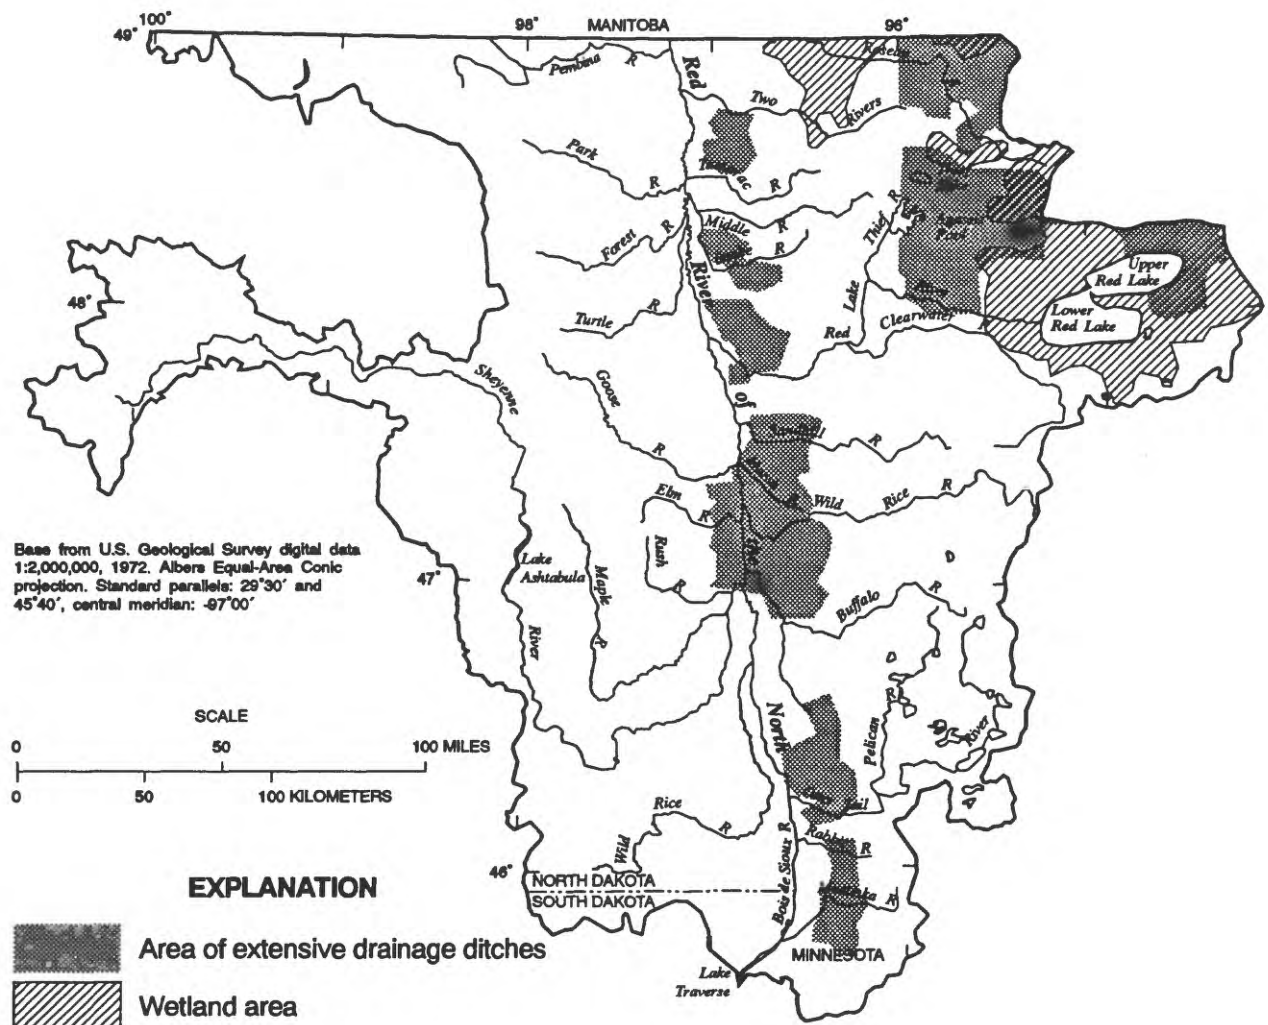 100°
98°
MANITOBA
96°
49°
Roseau
Pembina R
Red
Two
Rivers
Park
R
R
Middle
R
Forest
R
R
Thief
R
River
Upper
Red Lake
48°
Lower
Red Lake
Lake
Clearwater
R
Turtle
R
Red
Sheyenne
Goose
of
R
R
Elm
R
Wild
Rice
R
Rush
the
Base from U.S. Geological Survey digital data
1:2,000,000, 1972. Albers Equal-Area Conic
projection. Standard parallels: 29°30′ and
45°40′, central meridian: -97°00′
47°
Lake
Ashtabula
Maple
R
R
Buffalo
R
River
SCALE
0 50 100 MILES
0 50 100 KILOMETERS
North
Pelican
River
R
Tail
Rice
R
Wild
Rabbit R
Bois de Sioux R
46°
NORTH DAKOTA
SOUTH DAKOTA
R
MINNESOTA
Lake
Traverse
EXPLANATION
Area of extensive drainage ditches
Wetland area